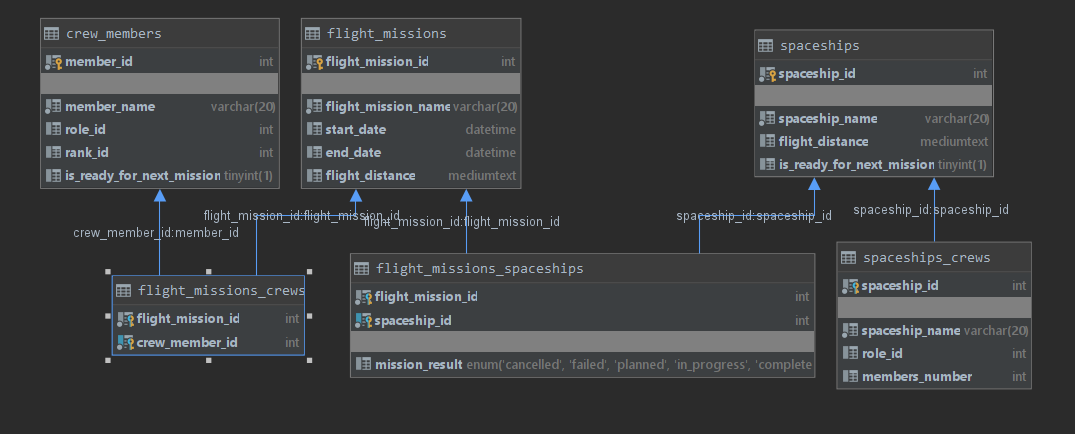 crew_members
member_id int
member_name varchar(20)
role_id int
rank_id int
is_ready_for_next_mission tinyint(1)
flight_missions
flight_mission_id int
flight_mission_name varchar(20)
start_date datetime
end_date datetime
flight_distance mediumtext
spaceships
spaceship_id int
spaceship_name varchar(20)
flight_distance mediumtext
is_ready_for_next_mission tinyint(1)
flight_mission_id:flight_mission_id
flight_mission_id:flight_mission_id
spaceship_id:spaceship_id
spaceship_id:spaceship_id
crew_member_id:member_id
flight_missions_crews
flight_mission_id int
crew_member_id int
flight_missions_spaceships
flight_mission_id int
spaceship_id int
mission_result enum('cancelled', 'failed', 'planned', 'in_progress', 'complete
spaceships_crews
spaceship_id int
spaceship_name varchar(20)
role_id int
members_number int